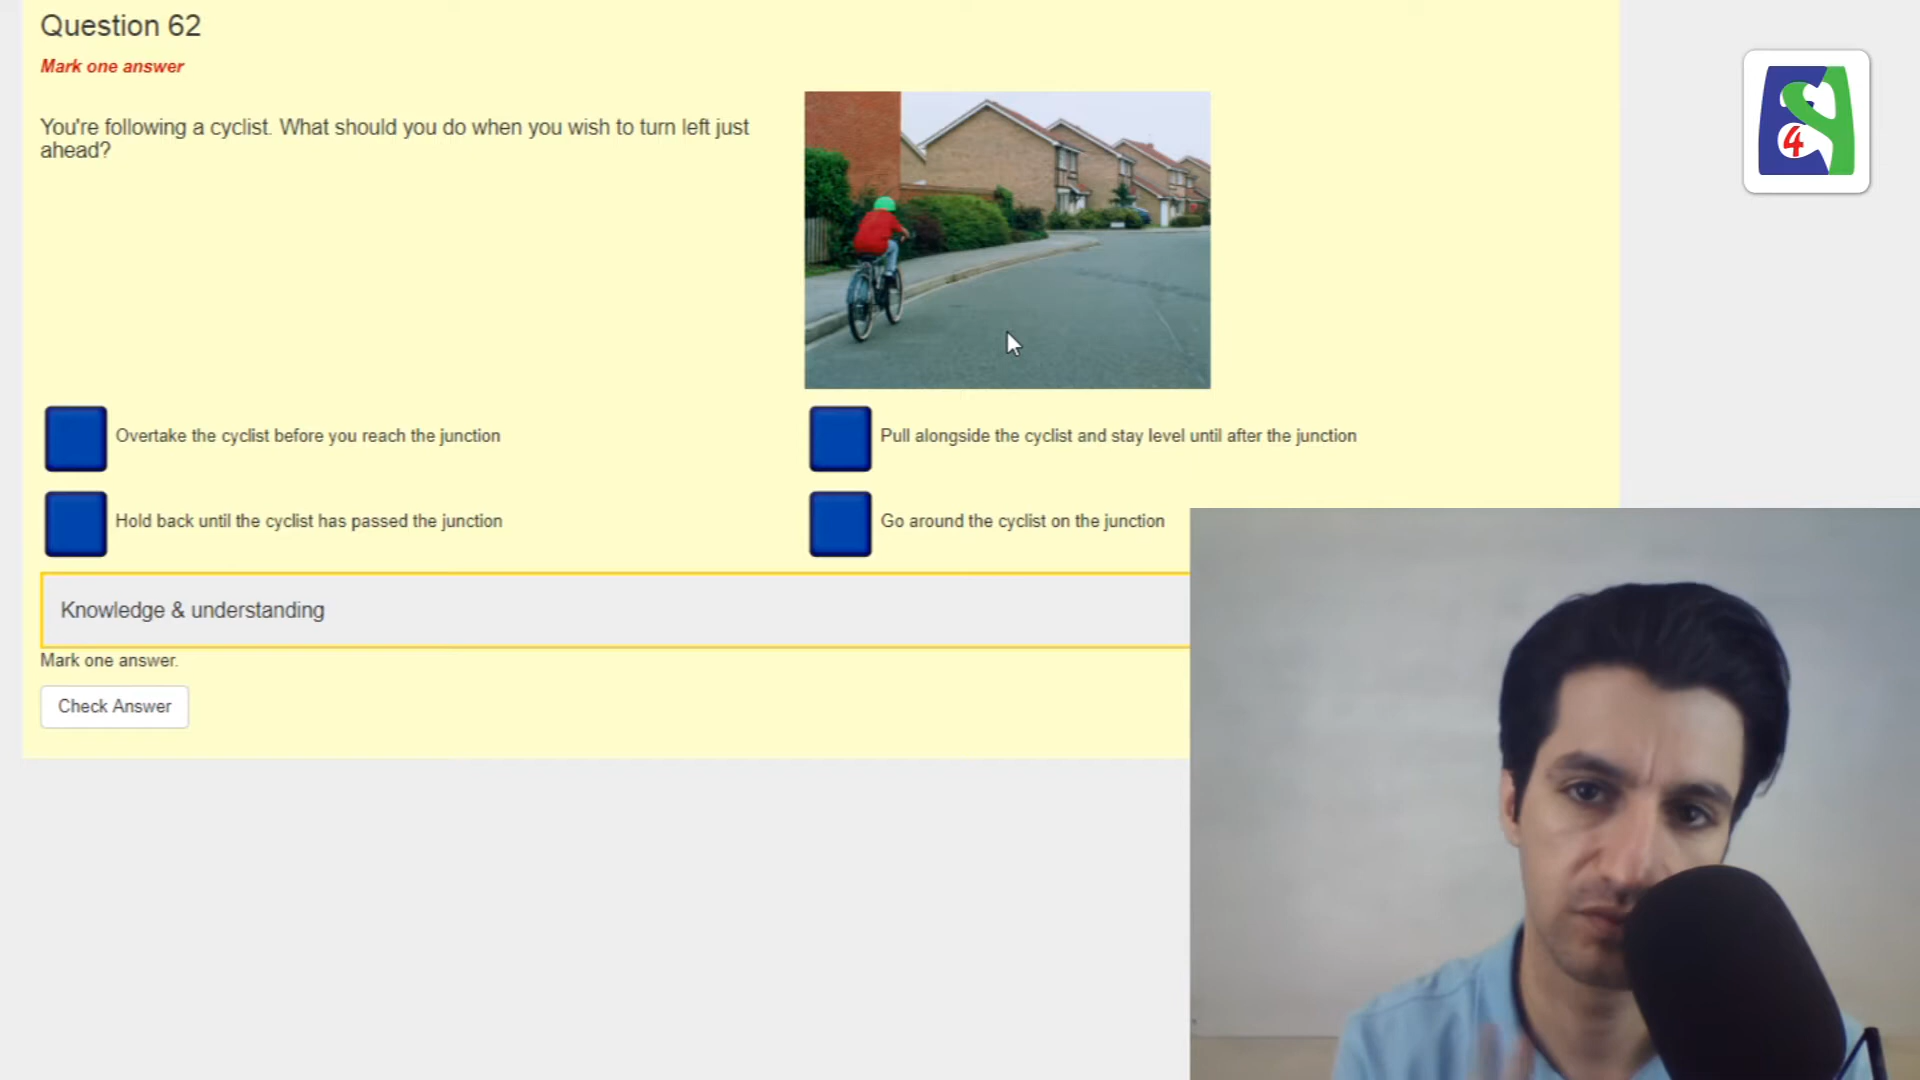 Question 62
Mark one answer
You're following a cyclist. What should you do when you wish to turn left just
ahead?
Overtake the cyclist before you reach the junction
Pull alongside the cyclist and stay level until after the junction
Hold back until the cyclist has passed the junction
Go around the cyclist on the junction
Knowledge & understanding
Mark one answer.
Check Answer
4